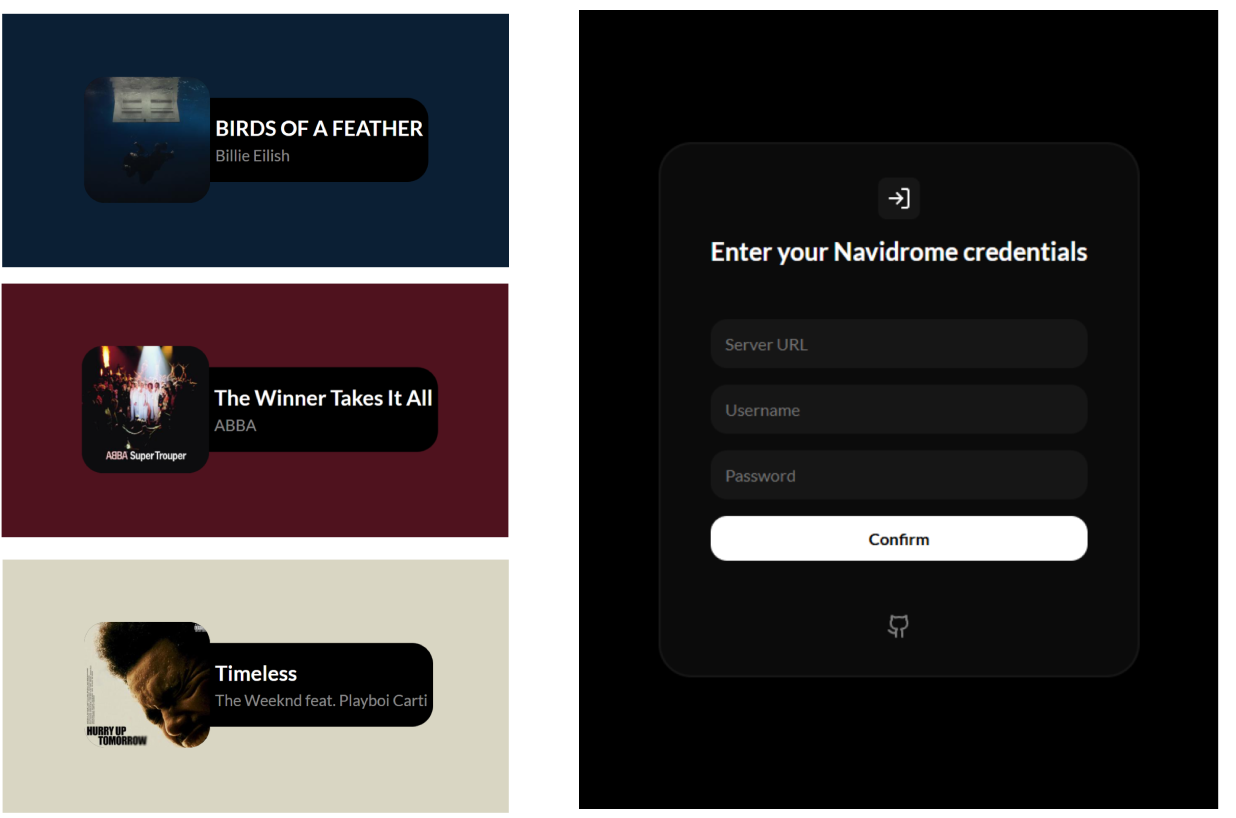 BIRDS OF A FEATHER
Billie Eilish
The Winner Takes It All
ABBA
ABBA Super Trouper
Timeless
The Weeknd feat. Playboi Carti
HURRY UP
TOMORROW
Enter your Navidrome credentials
Server URL
Username
Password
Confirm